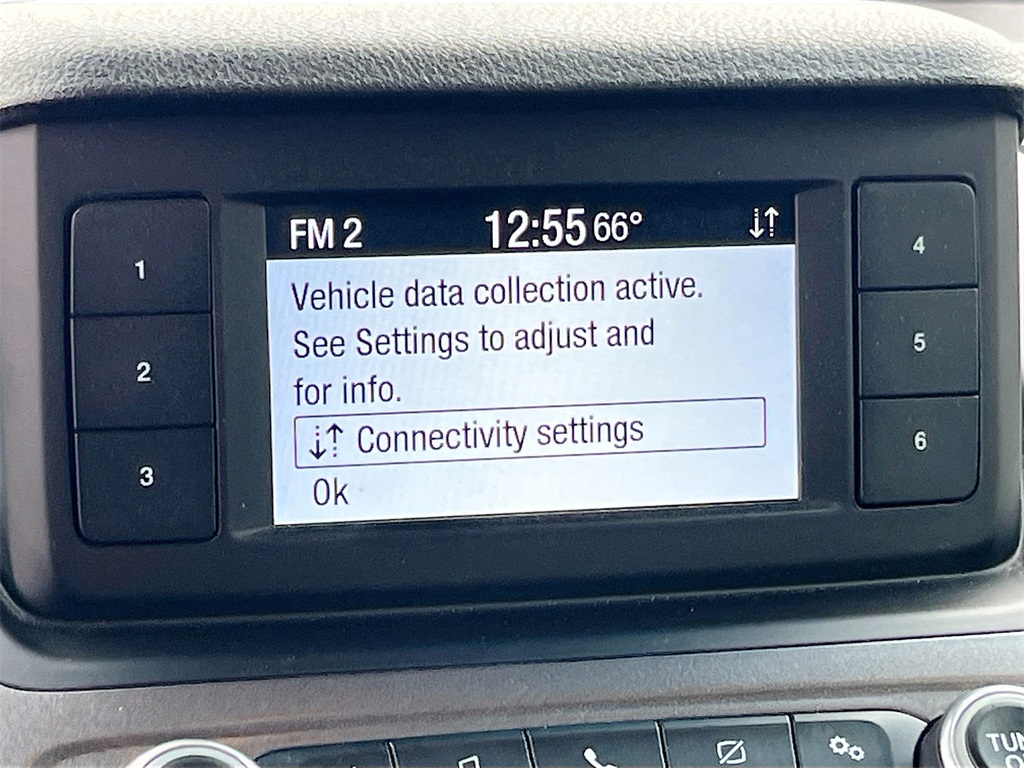 FM 2 12:55 66°
Vehicle data collection active.
See Settings to adjust and
for info.
Connectivity settings
Ok
1
2
3
4
5
6